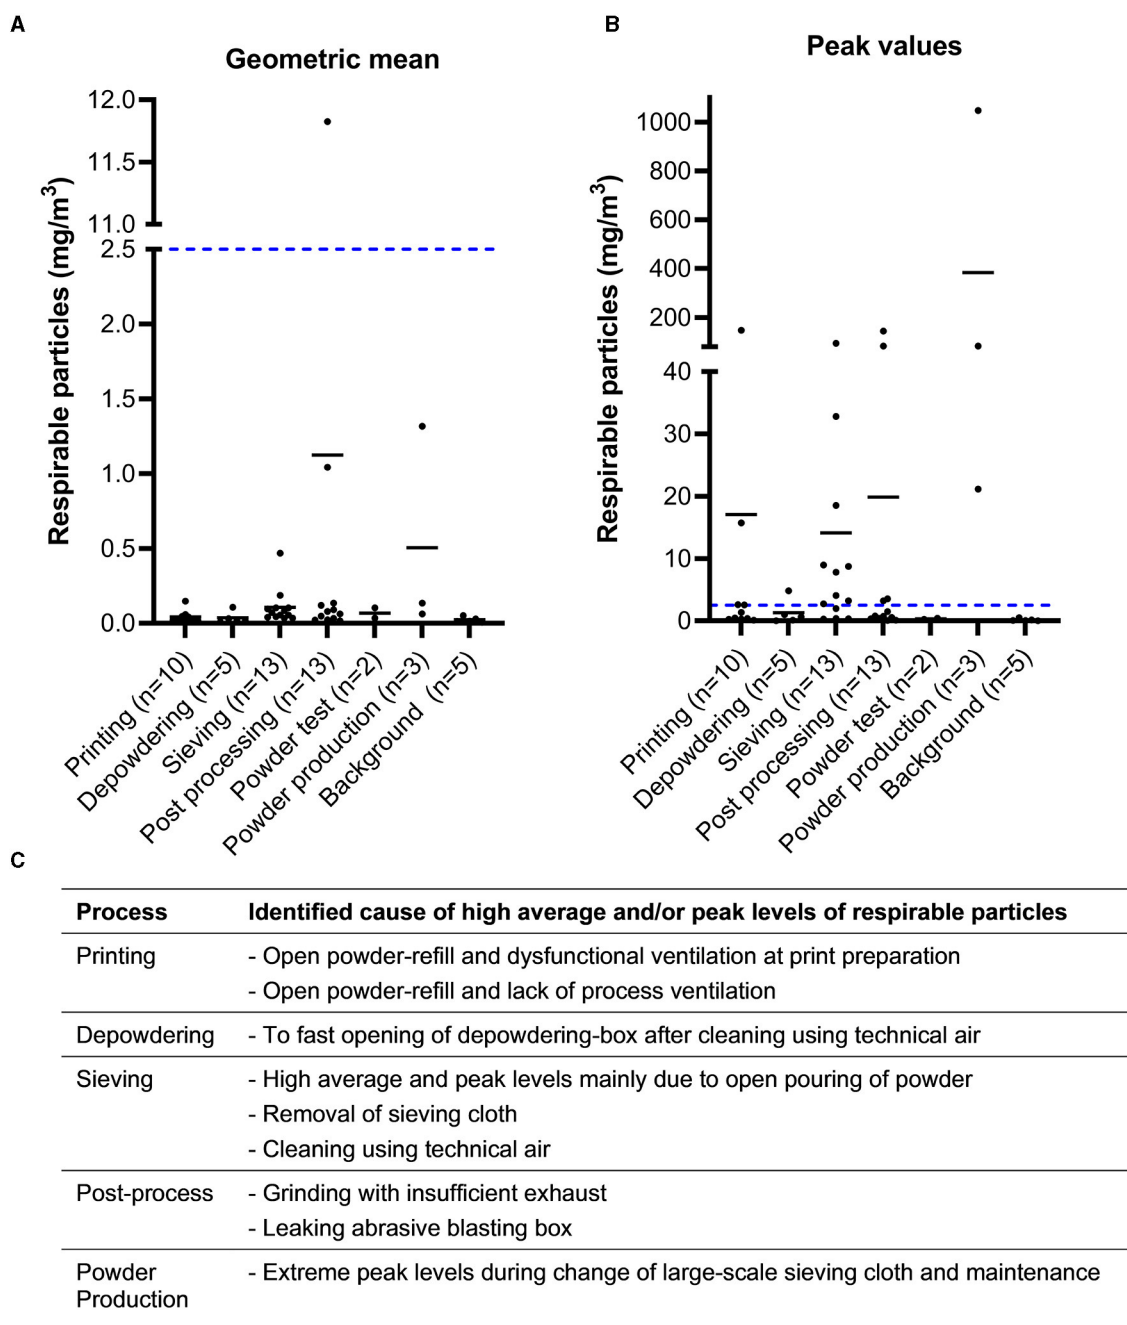 A
Geometric mean
Respirable particles (mg/m³)
12.0
11.5
11.0
2.5
2.0
1.5
1.0
0.5
0.0
Printing (n=10)
Depowdering (n=5)
Sieving (n=13)
Post processing (n=13)
Powder test (n=2)
Powder production (n=3)
Background (n=5)
B
Peak values
Respirable particles (mg/m³)
1000
800
600
400
200
40
30
20
10
0
Printing (n=10)
Depowdering (n=5)
Sieving (n=13)
Post processing (n=13)
Powder test (n=2)
Powder production (n=3)
Background (n=5)
C
Process Identified cause of high average and/or peak levels of respirable particles
Printing - Open powder-refill and dysfunctional ventilation at print preparation
- Open powder-refill and lack of process ventilation
Depowdering - To fast opening of depowdering-box after cleaning using technical air
Sieving - High average and peak levels mainly due to open pouring of powder
- Removal of sieving cloth
- Cleaning using technical air
Post-process - Grinding with insufficient exhaust
- Leaking abrasive blasting box
Powder - Extreme peak levels during change of large-scale sieving cloth and maintenance
Production